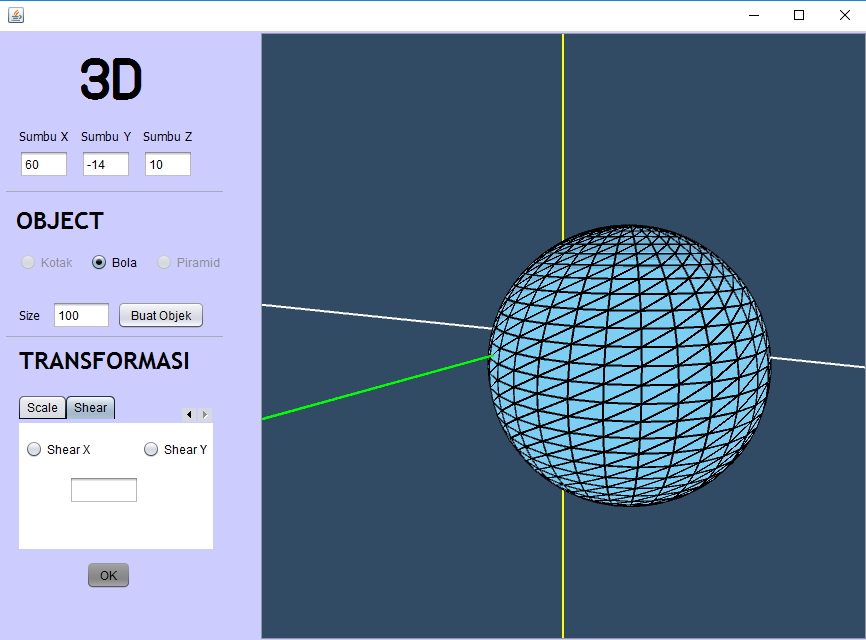 3D
Sumbu X Sumbu Y Sumbu Z
60 -14 10
OBJECT
Kotak Bola Piramid
Size 100 Buat Objek
TRANSFORMASI
Scale Shear
Shear X Shear Y
OK